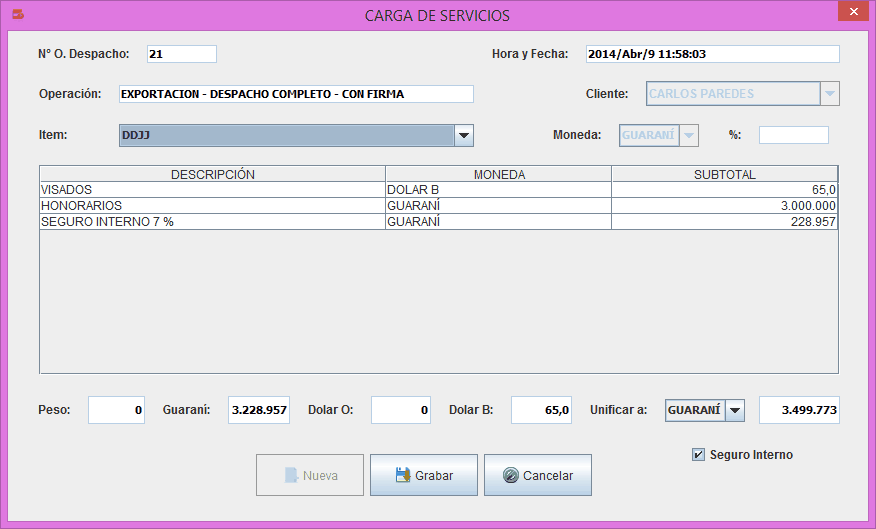 CARGA DE SERVICIOS
N° O. Despacho: 21 Hora y Fecha: 2014/Abr/9 11:58:03
Operación: EXPORTACION - DESPACHO COMPLETO - CON FIRMA Cliente: CARLOS PAREDES
Item: DDJJ Moneda: GUARANÍ %:
DESCRIPCIÓN MONEDA SUBTOTAL
VISADOS DOLAR B 65,0
HONORARIOS GUARANÍ 3.000.000
SEGURO INTERNO 7 % GUARANÍ 228.957
Peso: 0 Guaraní: 3.228.957 Dolar O: 0 Dolar B: 65,0 Unificar a: GUARANÍ 3.499.773
Seguro Interno
Nueva Grabar Cancelar